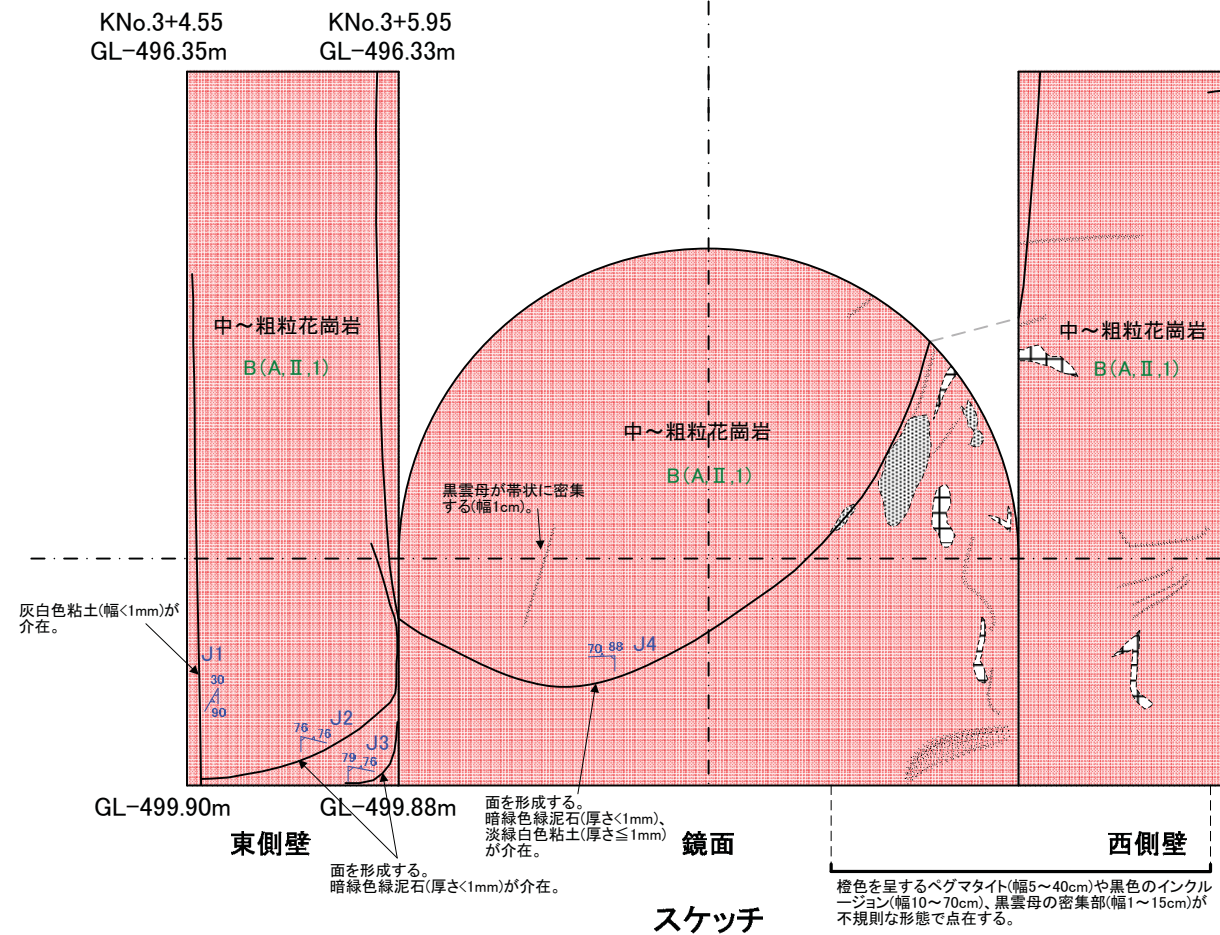 KNo.3+4.55
GL-496.35m
KNo.3+5.95
GL-496.33m
中～粗粒花崗岩
B(A,Ⅱ,1)
中～粗粒花崗岩
B(A,Ⅱ,1)
中～粗粒花崗岩
B(A,Ⅱ,1)
黒雲母が帯状に密集
する(幅1cm)。
灰白色粘土(幅<1mm)が
介在。
J1
30
90
J2
76
76
J3
79
76
J4
70
88
GL-499.90m
GL-499.88m
面を形成する。
暗緑色緑泥石(厚さ<1mm)、
淡緑白色粘土(厚さ≦1mm)
が介在。
東側壁
鏡面
西側壁
面を形成する。
暗緑色緑泥石(厚さ<1mm)が介在。
橙色を呈するペグマタイト(幅5～40cm)や黒色のインクル
ージョン(幅10～70cm)、黒雲母の密集部(幅1～15cm)が
不規則な形態で点在する。
スケッチ